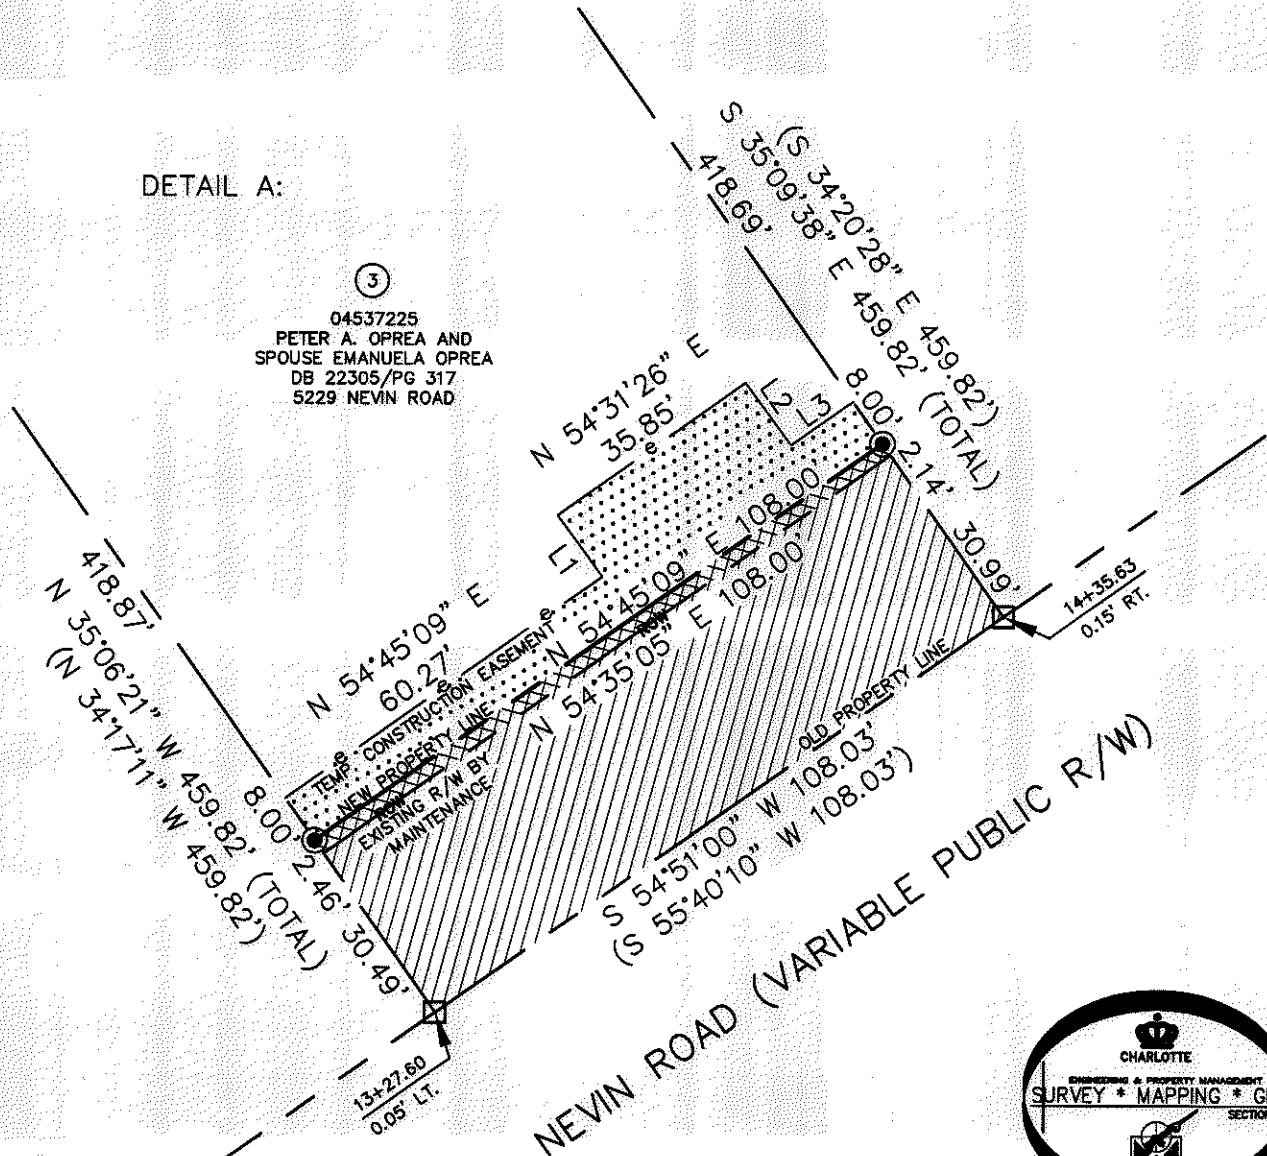 DETAIL A:
3
04537225
PETER A. OPREA AND
SPOUSE EMANUELA OPREA
DB 22305/PG 317
5229 NEVIN ROAD
(S 34°20'28" E 459.82')
S 35°09'38" E 459.82' (TOTAL)
418.69'
8.00'
2.14'
30.99'
N 54°31'26" E
35.85'
e
L2
L3
L1
N 54°45'09" E
60.27'
e
e
e
TEMP. CONSTRUCTION EASEMENT
N 54°45'09" E 108.00'
NEW PROPERTY LINE
ROW
ROW
N 54°35'05" E 108.00'
EXISTING R/W BY
MAINTENANCE
418.87'
N 35°06'21" W 459.82' (TOTAL)
(N 34°17'11" W 459.82')
8.00'
2.46'
30.49'
OLD PROPERTY LINE
S 54°51'00" W 108.03'
(S 55°40'10" W 108.03')
14+35.63
0.15' RT.
13+27.60
0.05' LT.
NEVIN ROAD (VARIABLE PUBLIC R/W)
CHARLOTTE
ENGINEERING & PROPERTY MANAGEMENT
SURVEY * MAPPING * G
SECTION